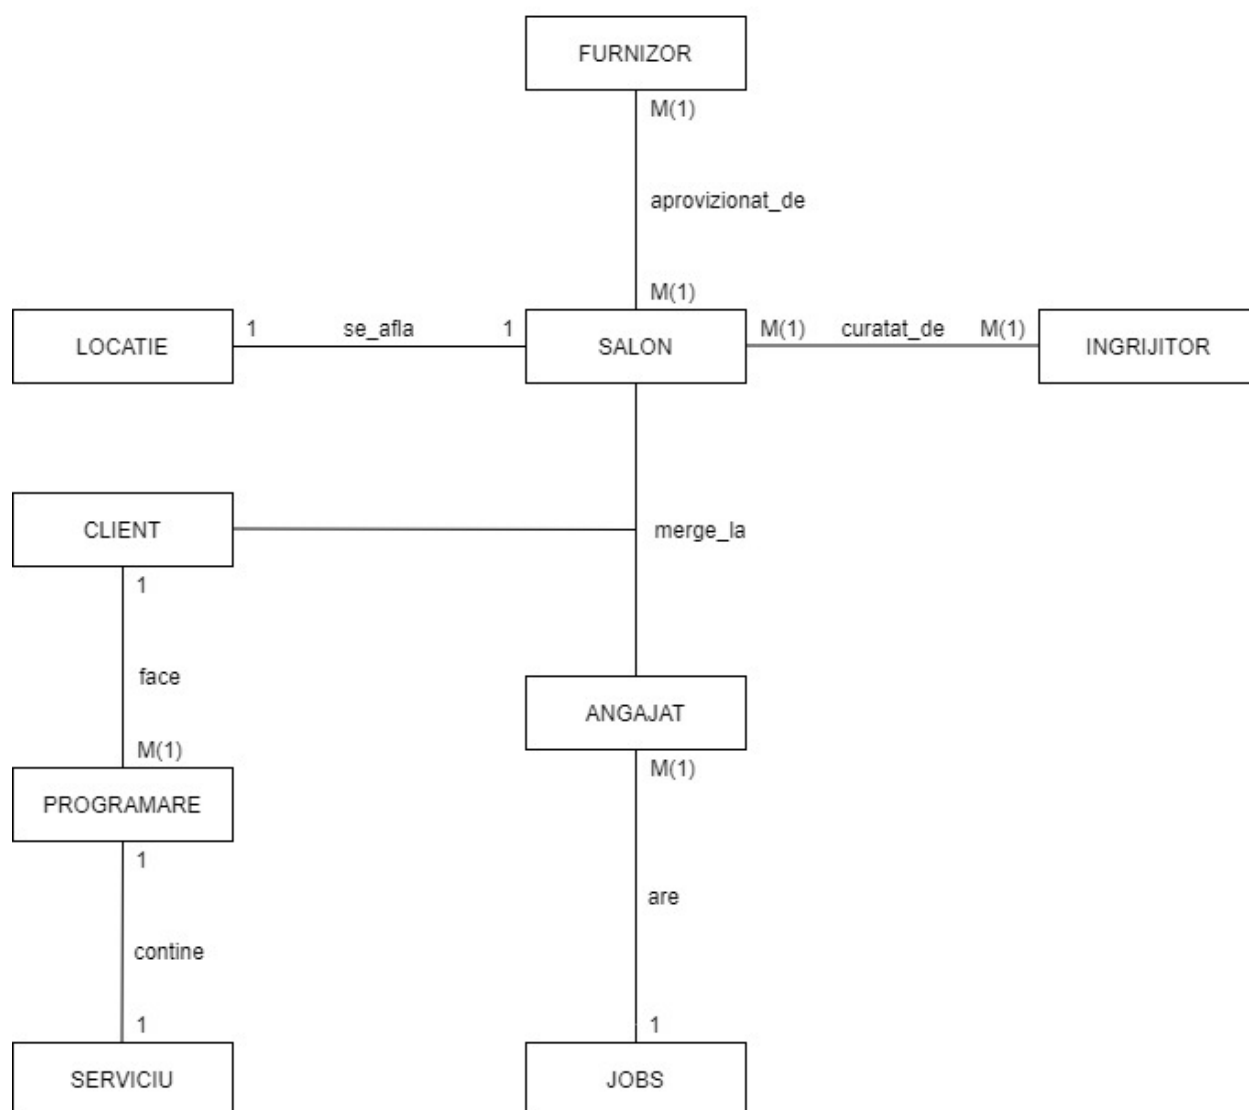 FURNIZOR
M(1)
aprovizionat_de
M(1)
LOCATIE
1 se_afla 1
SALON
M(1) curatat_de M(1)
INGRIJITOR
CLIENT
merge_la
1
face
M(1)
ANGAJAT
M(1)
PROGRAMARE
1
are
contine
1
1
SERVICIU
JOBS